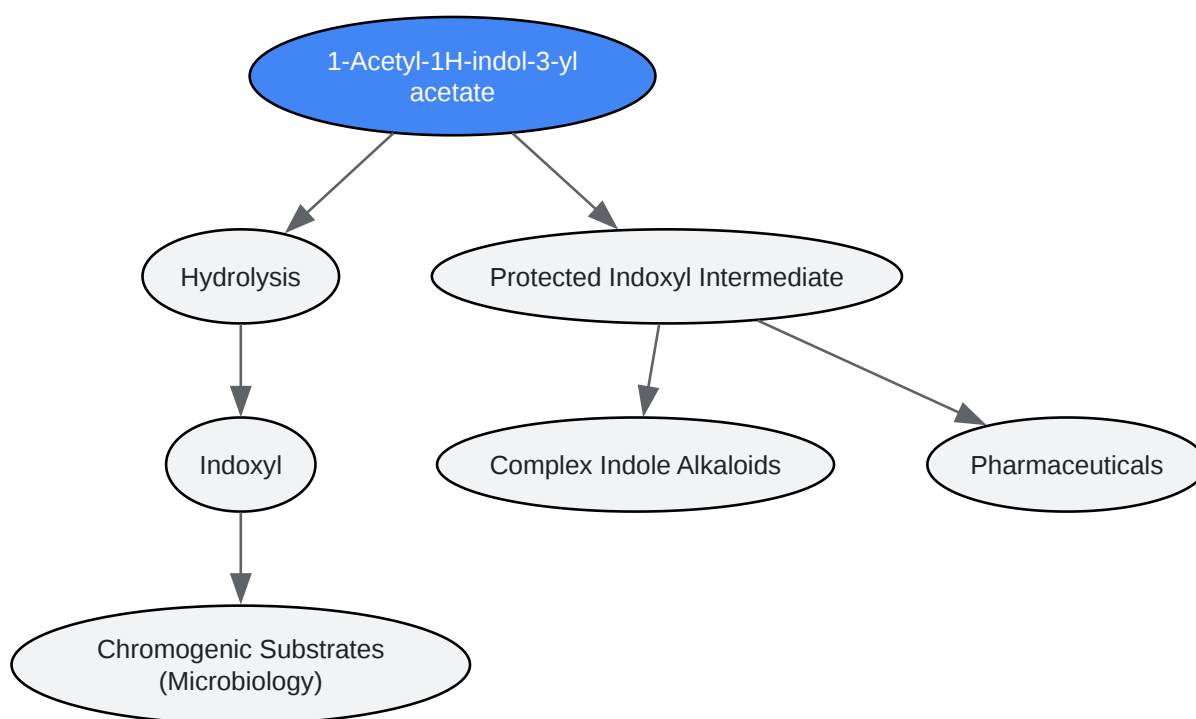 1-Acetyl-1H-indol-3-yl
acetate
Hydrolysis
Protected Indoxyl Intermediate
Indoxyl
Complex Indole Alkaloids
Pharmaceuticals
Chromogenic Substrates
(Microbiology)